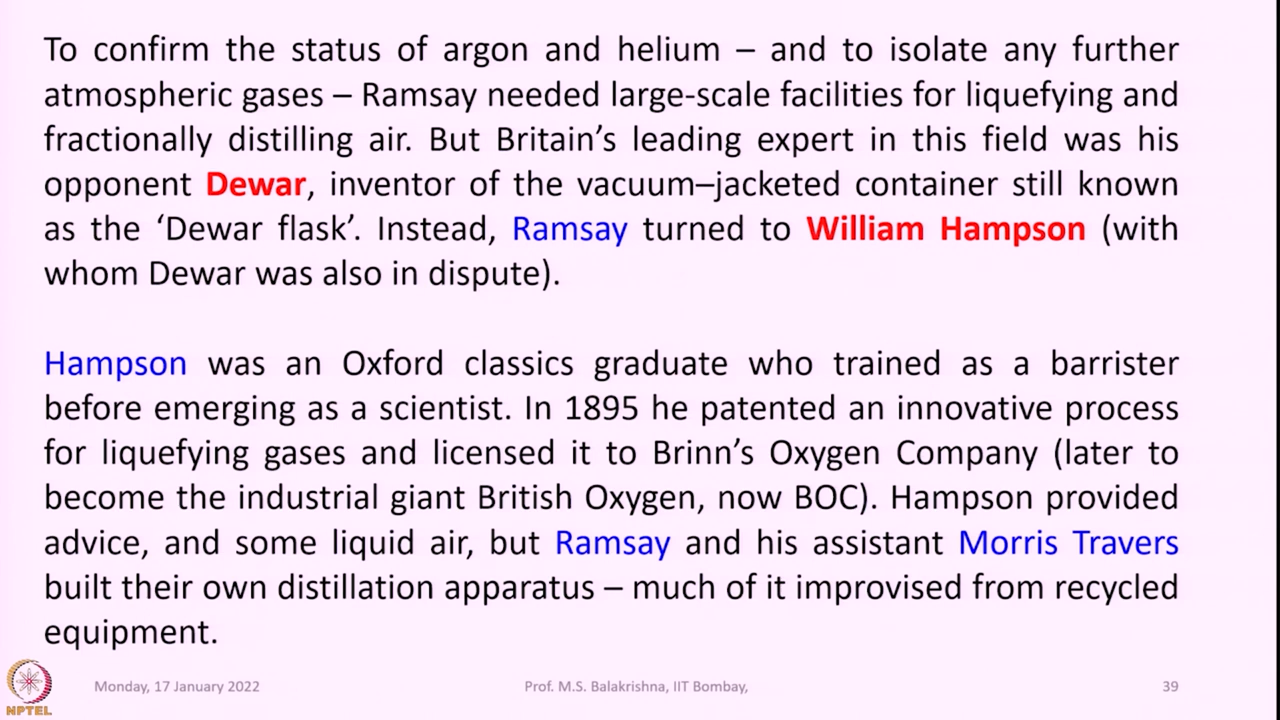 To confirm the status of argon and helium – and to isolate any further
atmospheric gases – Ramsay needed large-scale facilities for liquefying and
fractionally distilling air. But Britain’s leading expert in this field was his
opponent Dewar, inventor of the vacuum–jacketed container still known
as the ‘Dewar flask’. Instead, Ramsay turned to William Hampson (with
whom Dewar was also in dispute).
Hampson was an Oxford classics graduate who trained as a barrister
before emerging as a scientist. In 1895 he patented an innovative process
for liquefying gases and licensed it to Brinn’s Oxygen Company (later to
become the industrial giant British Oxygen, now BOC). Hampson provided
advice, and some liquid air, but Ramsay and his assistant Morris Travers
built their own distillation apparatus – much of it improvised from recycled
equipment.
NPTEL
Monday, 17 January 2022
Prof. M.S. Balakrishna, IIT Bombay,
39